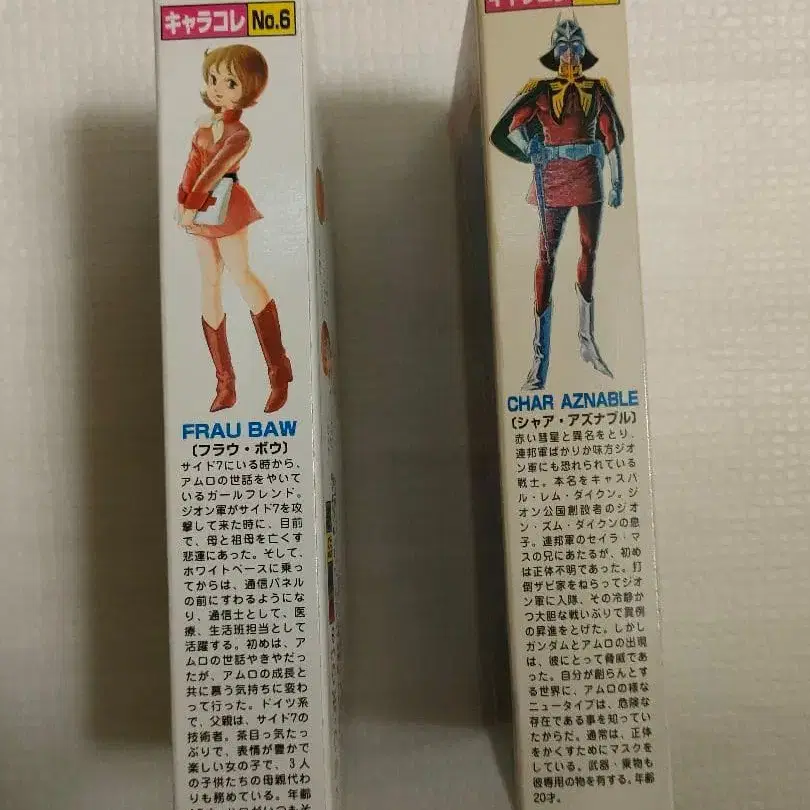 キャラコレ No.6
FRAU BAW
〔フラウ・ボウ〕
サイド7にいる時から、
アムロの世話をやいて
いるガールフレンド。
ジオン軍がサイド7を攻
撃して来た時に、目前
で、母と祖母を亡くす
悲運にあった。そして、
ホワイトベースに乗っ
てからは、通信パネル
の前にすわるようにな
り、通信士として、医
療、生活班担当として
活躍する。初めは、ア
ムロの世話やきやだっ
たが、アムロの成長と
共に慕う気持ちに変わ
って行った。ドイツ系
で、父親は、サイド7の
技術者。茶目っ気たっ
ぷりで、表情が豊かで
楽しい女の子で、3人
の子供たちの母親代わ
りも務めている。年齢
CHAR AZNABLE
〔シャア・アズナブル〕
赤い彗星と異名をとり、
連邦軍ばかりか味方ジオ
ン軍にも恐れられている
戦士。本名をキャスバ
ル・レム・ダイクン。ジ
オン公国創設者のジオ
ン・ズム・ダイクンの息
子。連邦軍のセイラ・マ
スの兄にあたるが、初め
は正体不明であった。打
倒ザビ家をねらってジオ
ン軍に入隊、その冷静か
つ大胆な戦いぶりで異例
の昇進をとげた。しかし
ガンダムとアムロの出現
は、彼にとって脅威であ
った。自分が創らんとす
る世界に、アムロの様な
ニュータイプは、危険な
存在である事を知ってい
たからだ。通常は、正体
をかくすためにマスクを
している。武器・乗物も
彼専用の物を有する。年齢
20才。